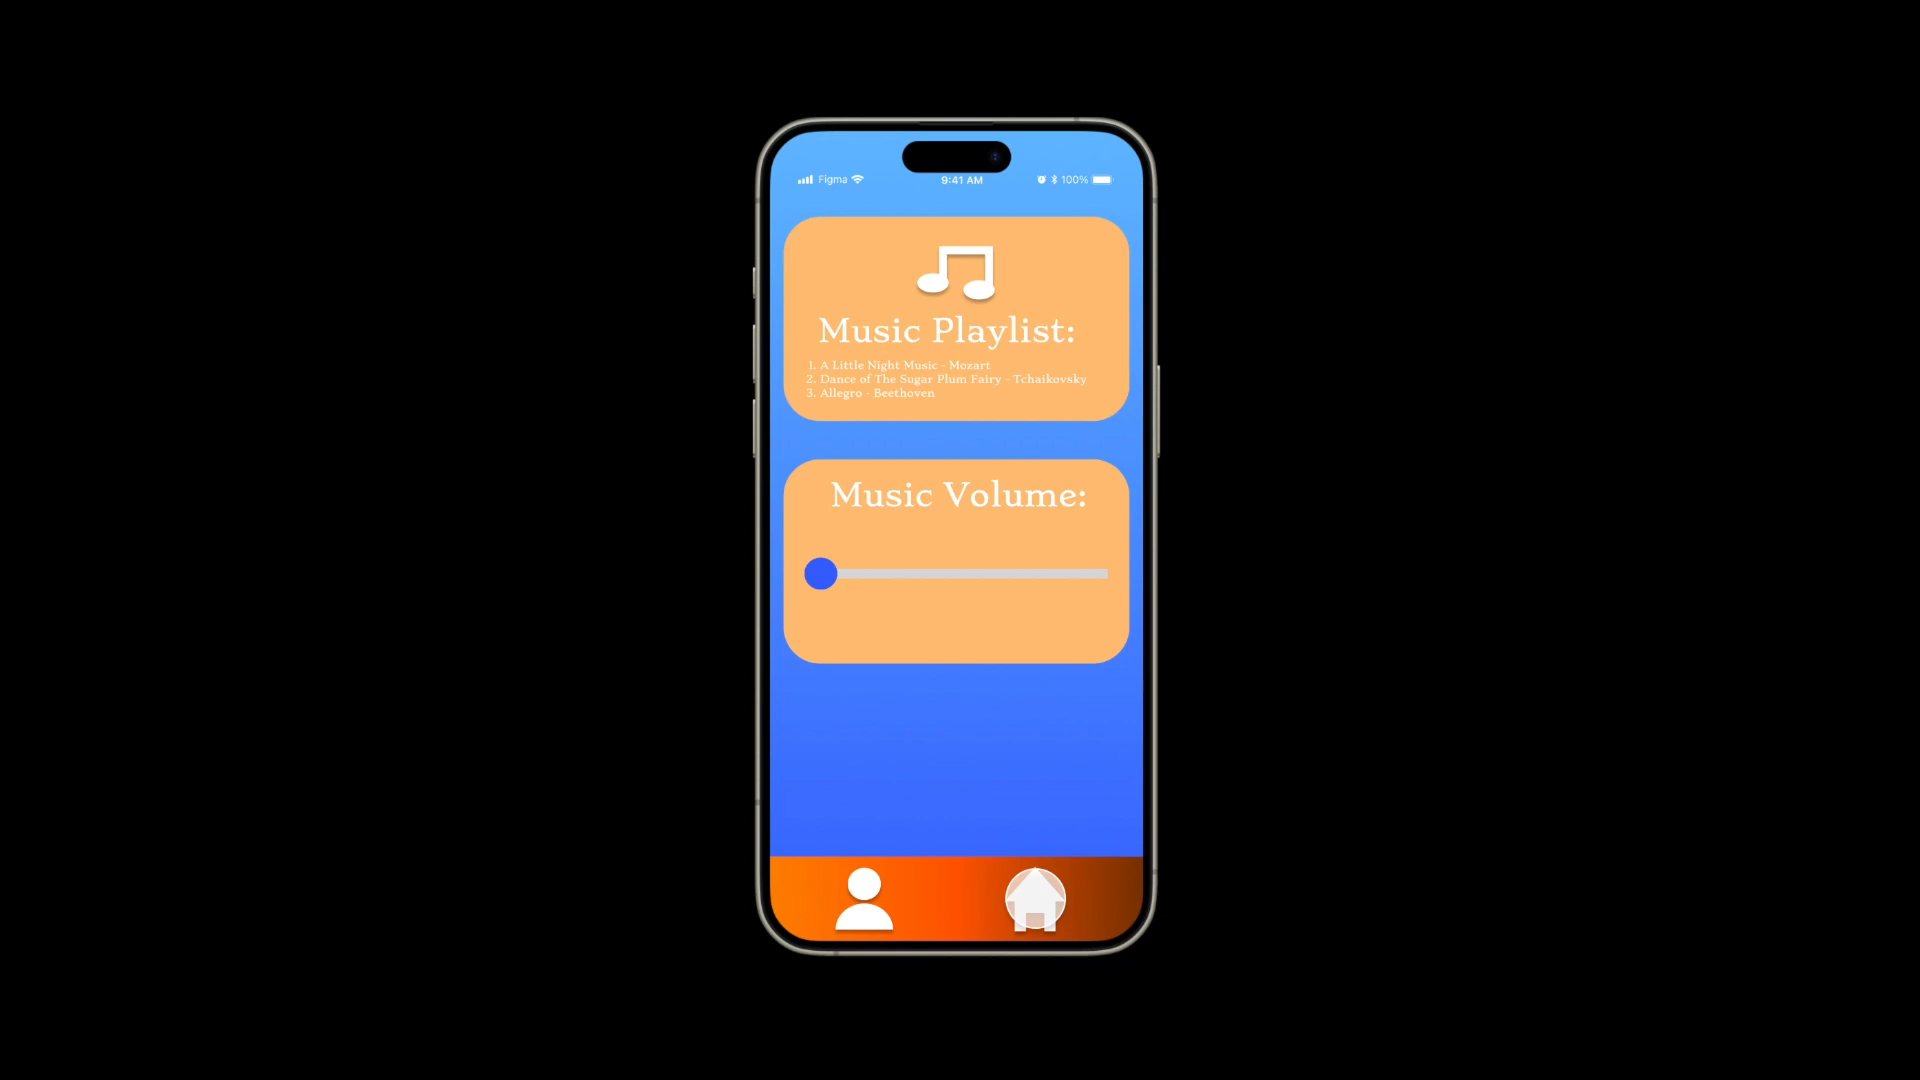 Figma 9:41 AM 100%
Music Playlist:
1. A Little Night Music - Mozart
2. Dance of The Sugar Plum Fairy - Tchaikovsky
3. Allegro - Beethoven
Music Volume: